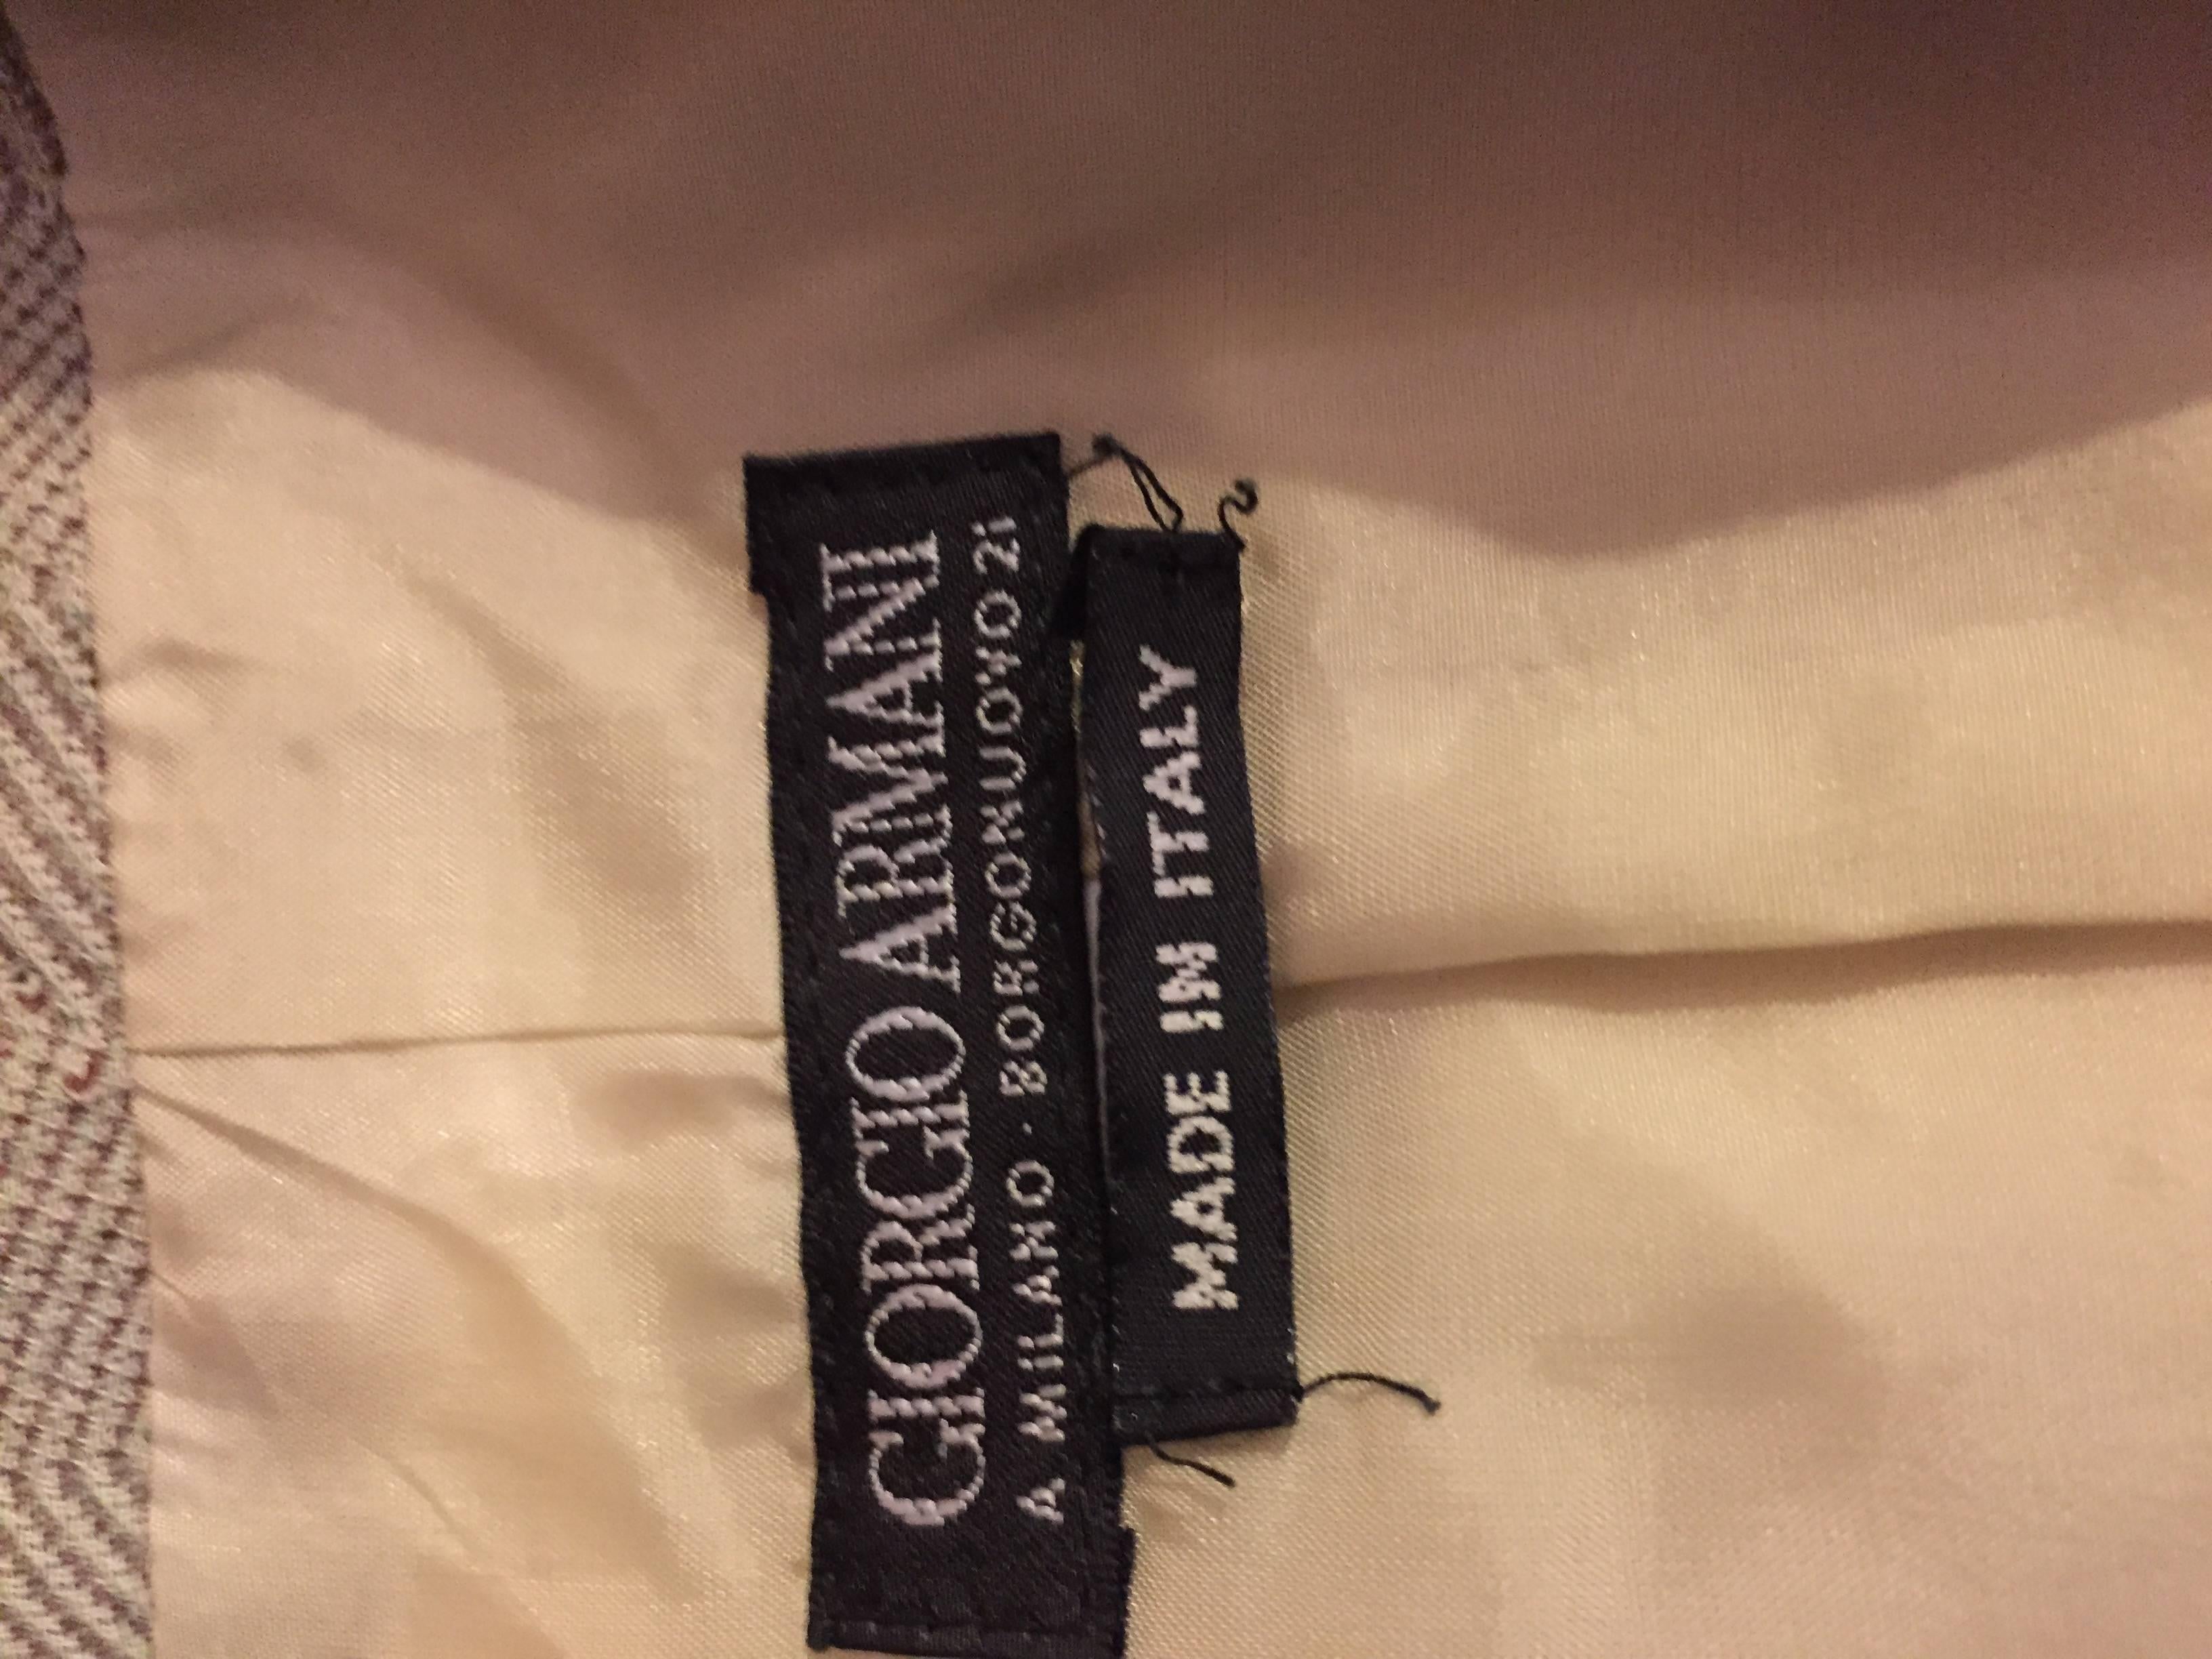 GIORGIO ARMANI
A MILANO · BORGONUOVO 21
MADE IN ITALY